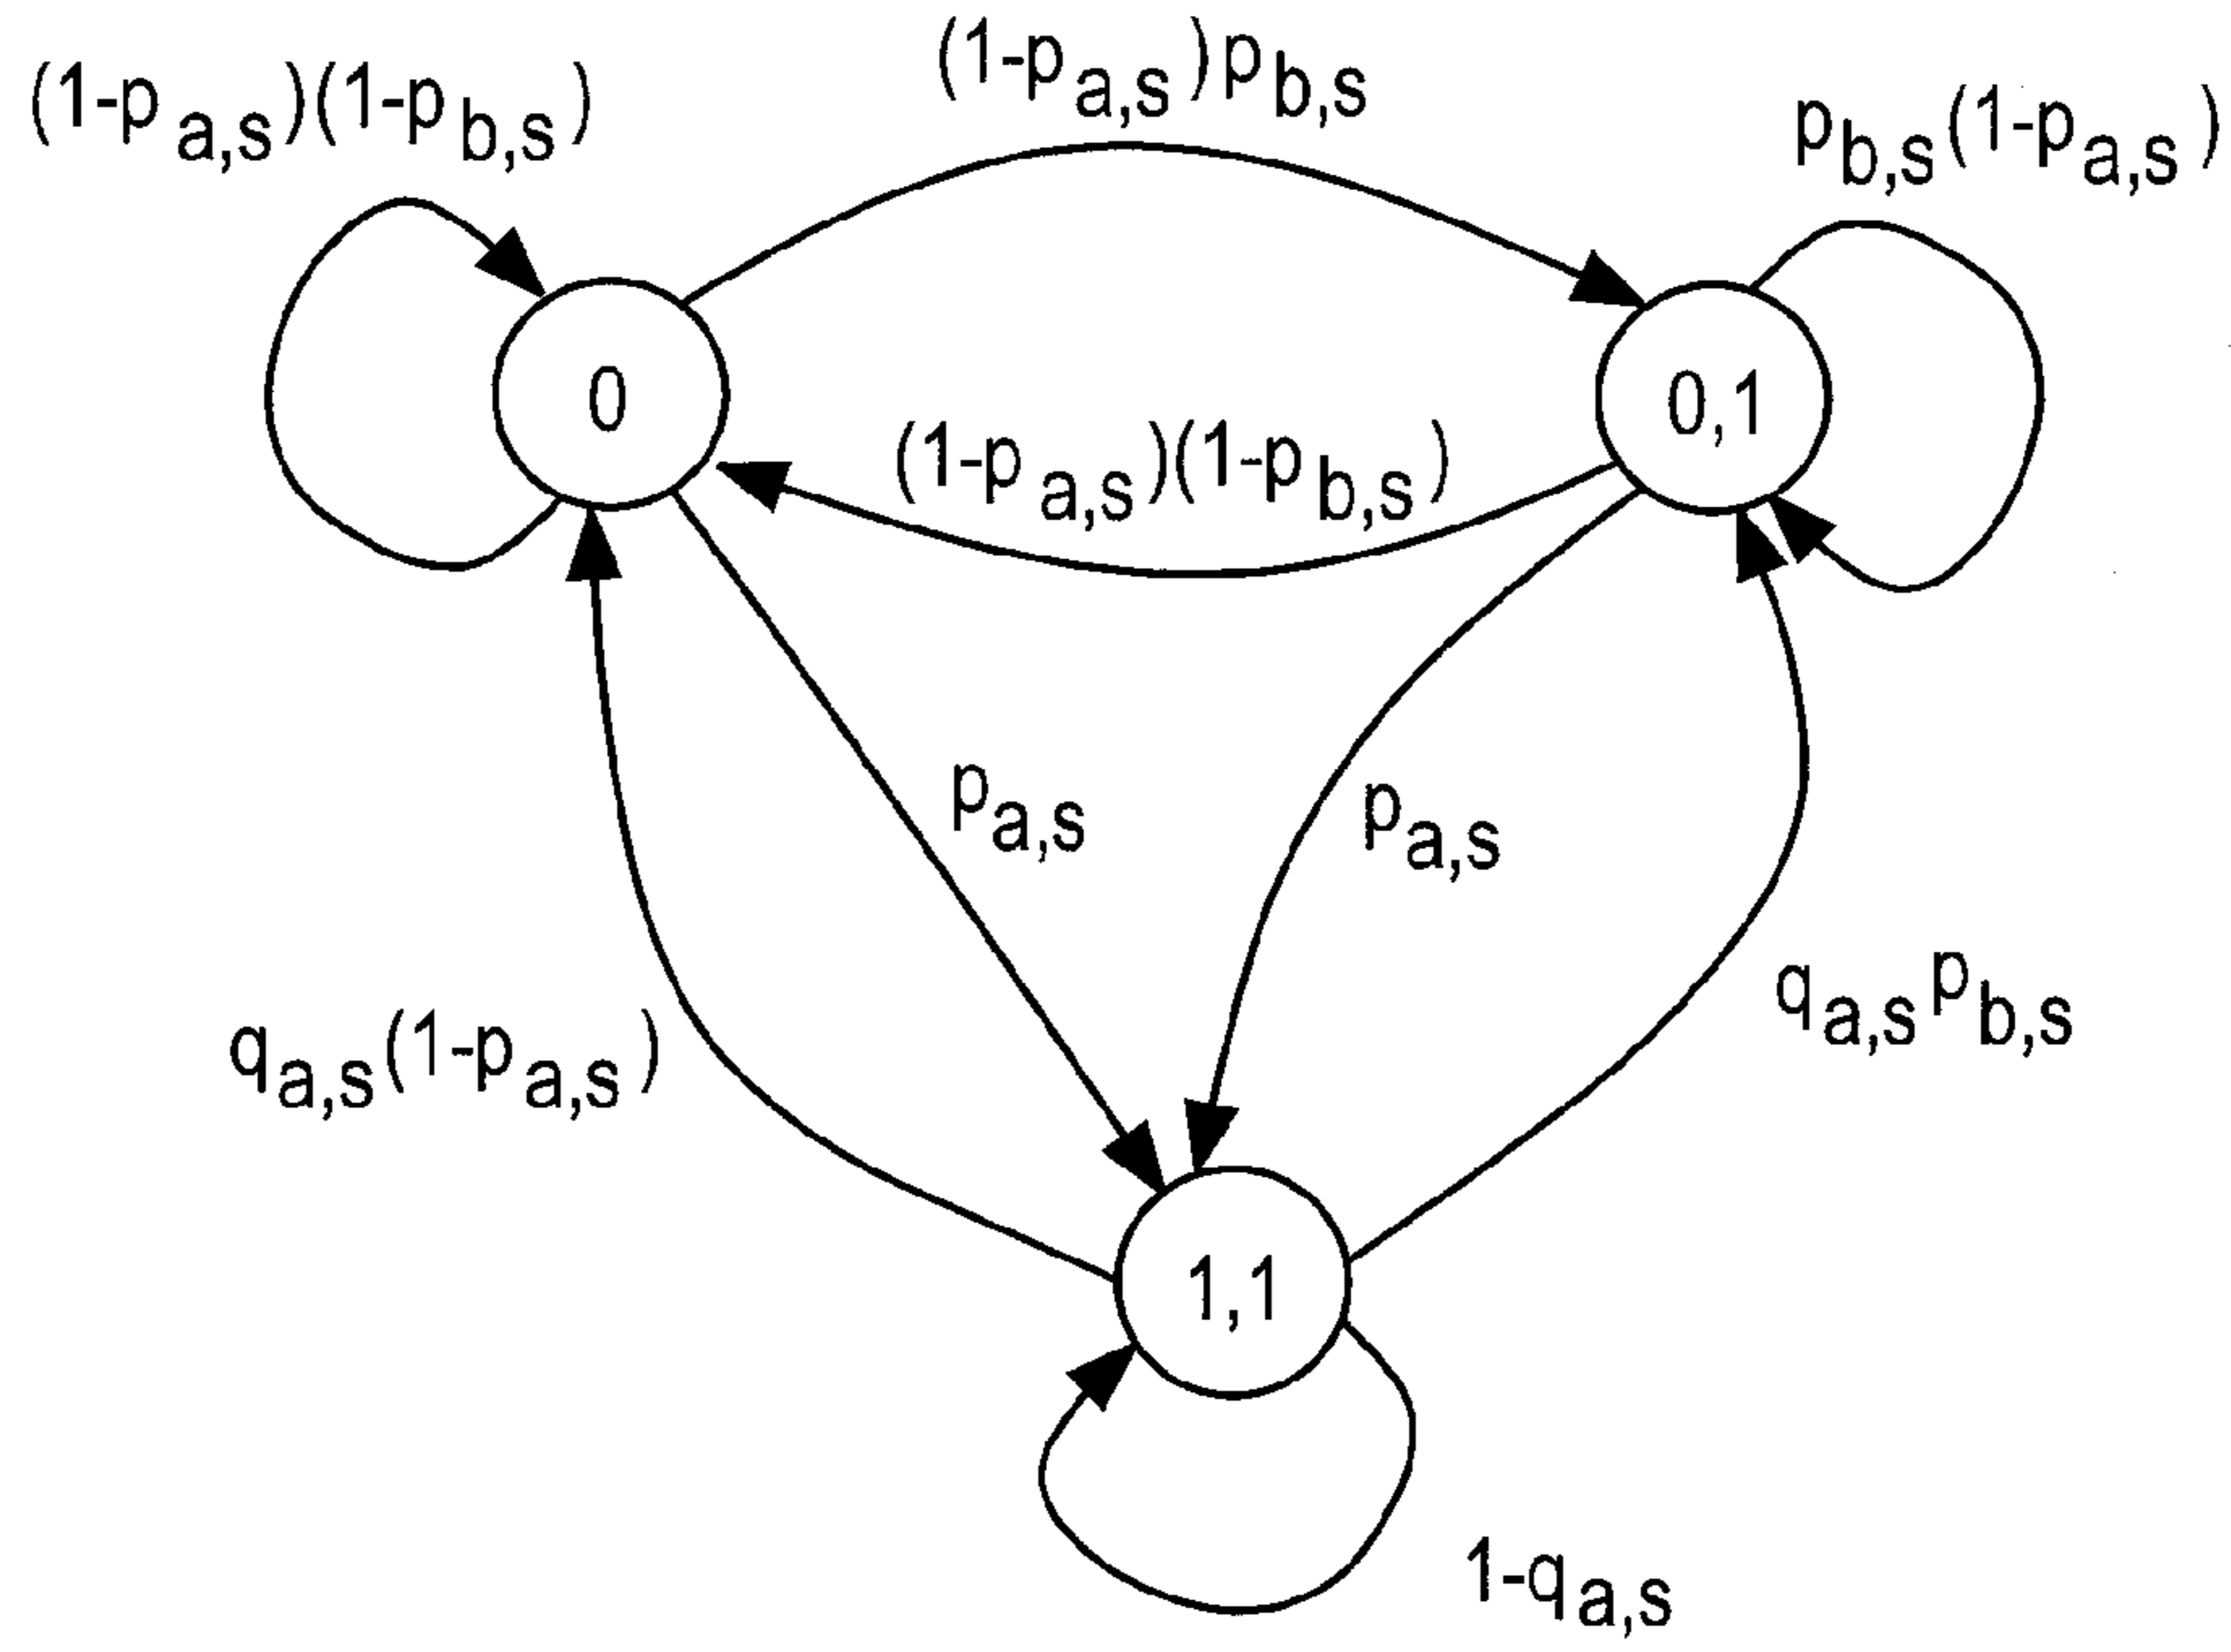 (1-p a,s)(1-p b,s)
(1-p a,s)p b,s
p b,s(1-p a,s)
0
0,1
(1-p a,s)(1-p b,s)
p a,s
p a,s
q a,s p b,s
q a,s(1-p a,s)
1,1
1-q a,s